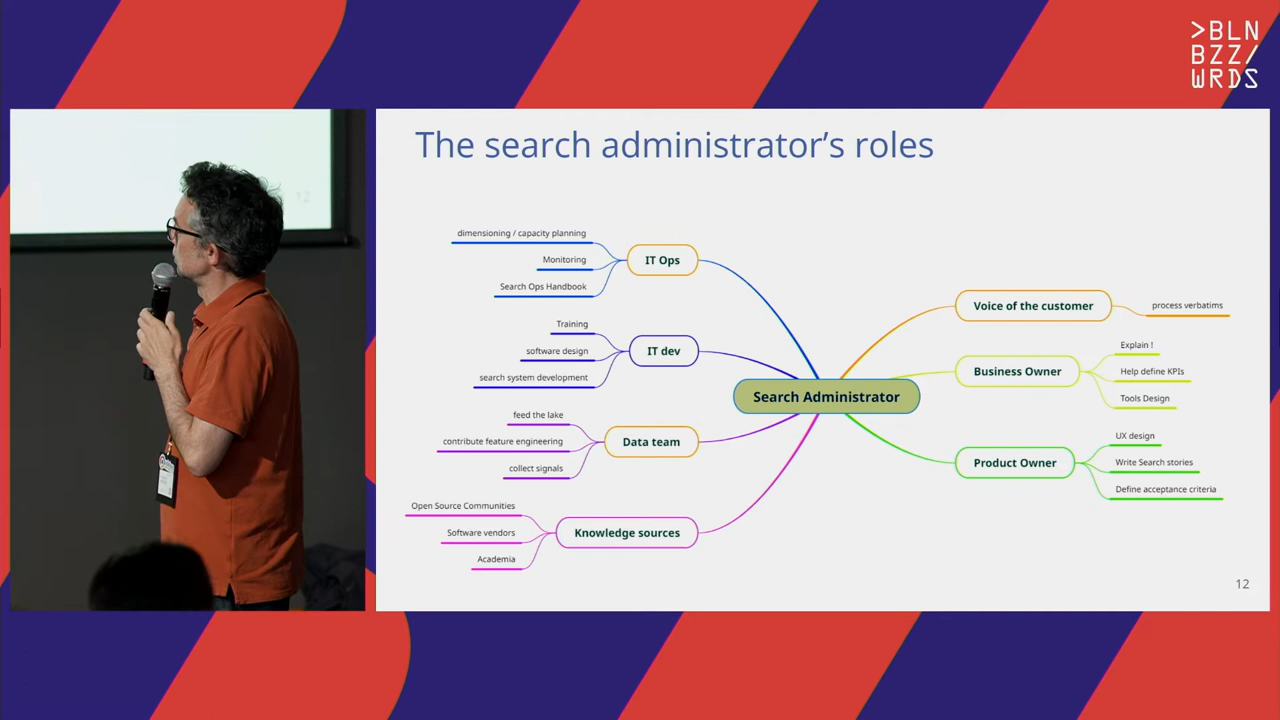 >BLN
BZZ/
WRDS
The search administrator's roles
dimensioning / capacity planning
Monitoring
Search Ops Handbook
IT Ops
Training
software design
search system development
IT dev
feed the lake
contribute feature engineering
collect signals
Data team
Open Source Communities
Software vendors
Academia
Knowledge sources
Search Administrator
Voice of the customer
process verbatims
Business Owner
Explain !
Help define KPIs
Tools Design
Product Owner
UX design
Write Search stories
Define acceptance criteria
12
12